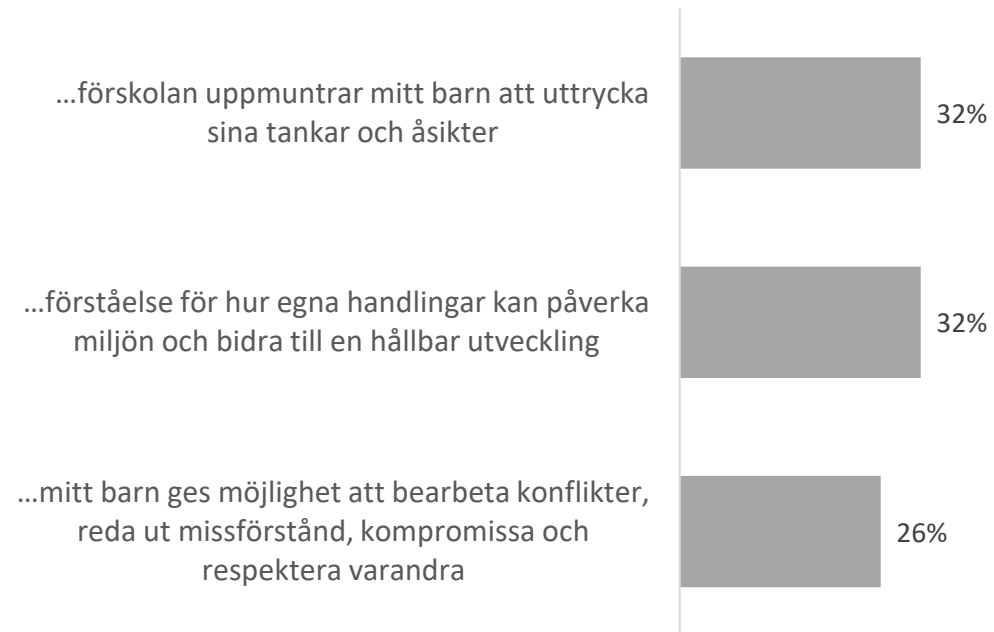 …förskolan uppmuntrar mitt barn att uttrycka
sina tankar och åsikter
32%
…förståelse för hur egna handlingar kan påverka
miljön och bidra till en hållbar utveckling
32%
…mitt barn ges möjlighet att bearbeta konflikter,
reda ut missförstånd, kompromissa och
respektera varandra
26%